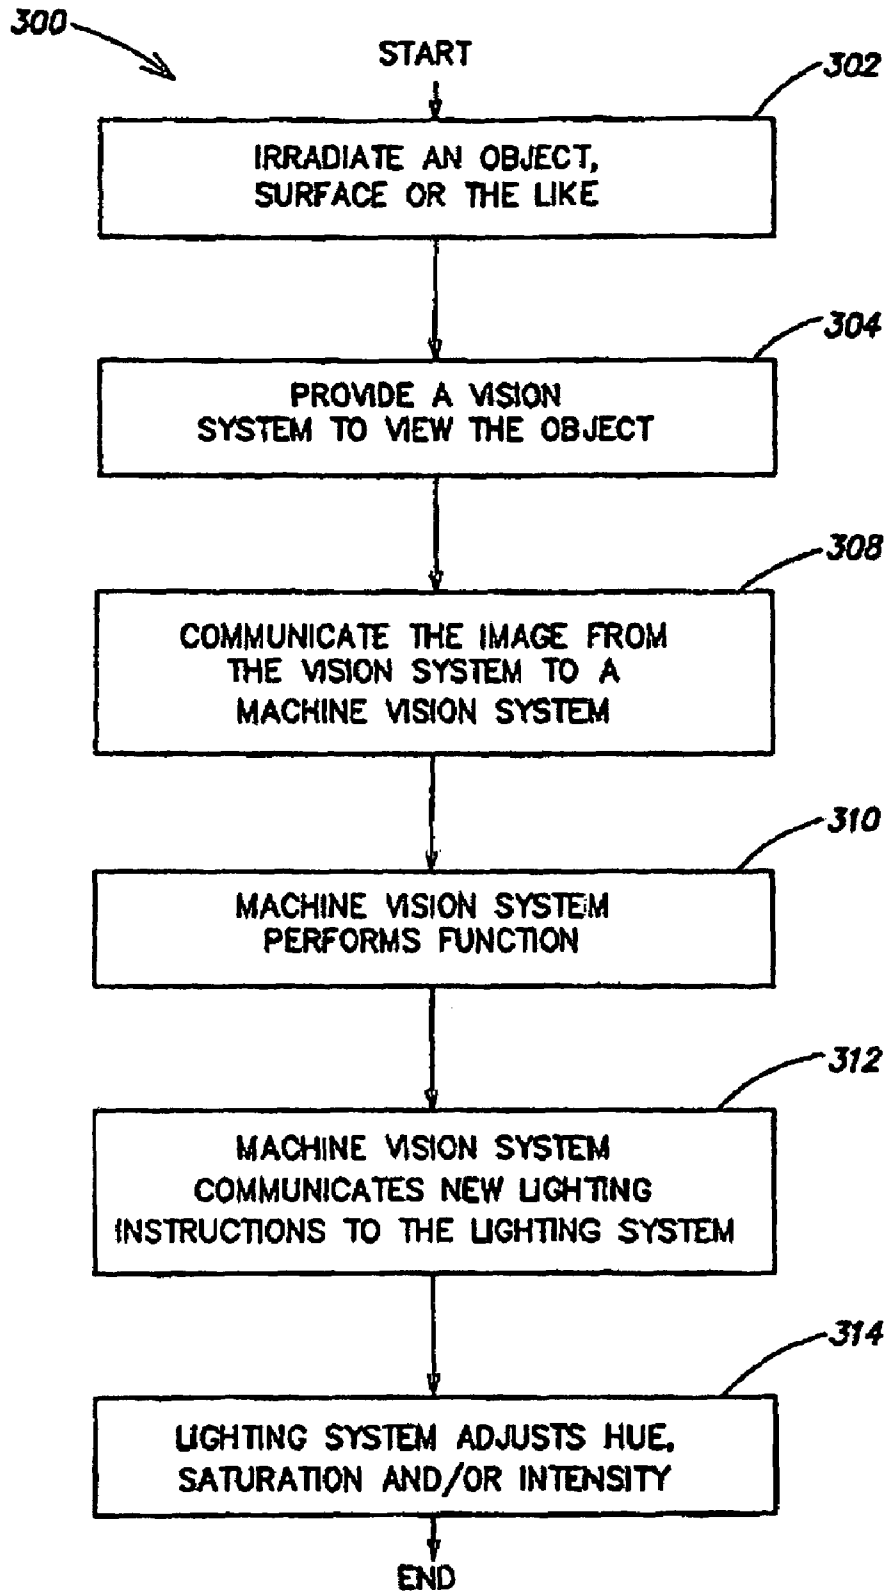 300
START
302
IRRADIATE AN OBJECT,
SURFACE OR THE LIKE
304
PROVIDE A VISION
SYSTEM TO VIEW THE OBJECT
308
COMMUNICATE THE IMAGE FROM
THE VISION SYSTEM TO A
MACHINE VISION SYSTEM
310
MACHINE VISION SYSTEM
PERFORMS FUNCTION
312
MACHINE VISION SYSTEM
COMMUNICATES NEW LIGHTING
INSTRUCTIONS TO THE LIGHTING SYSTEM
314
LIGHTING SYSTEM ADJUSTS HUE,
SATURATION AND/OR INTENSITY
END